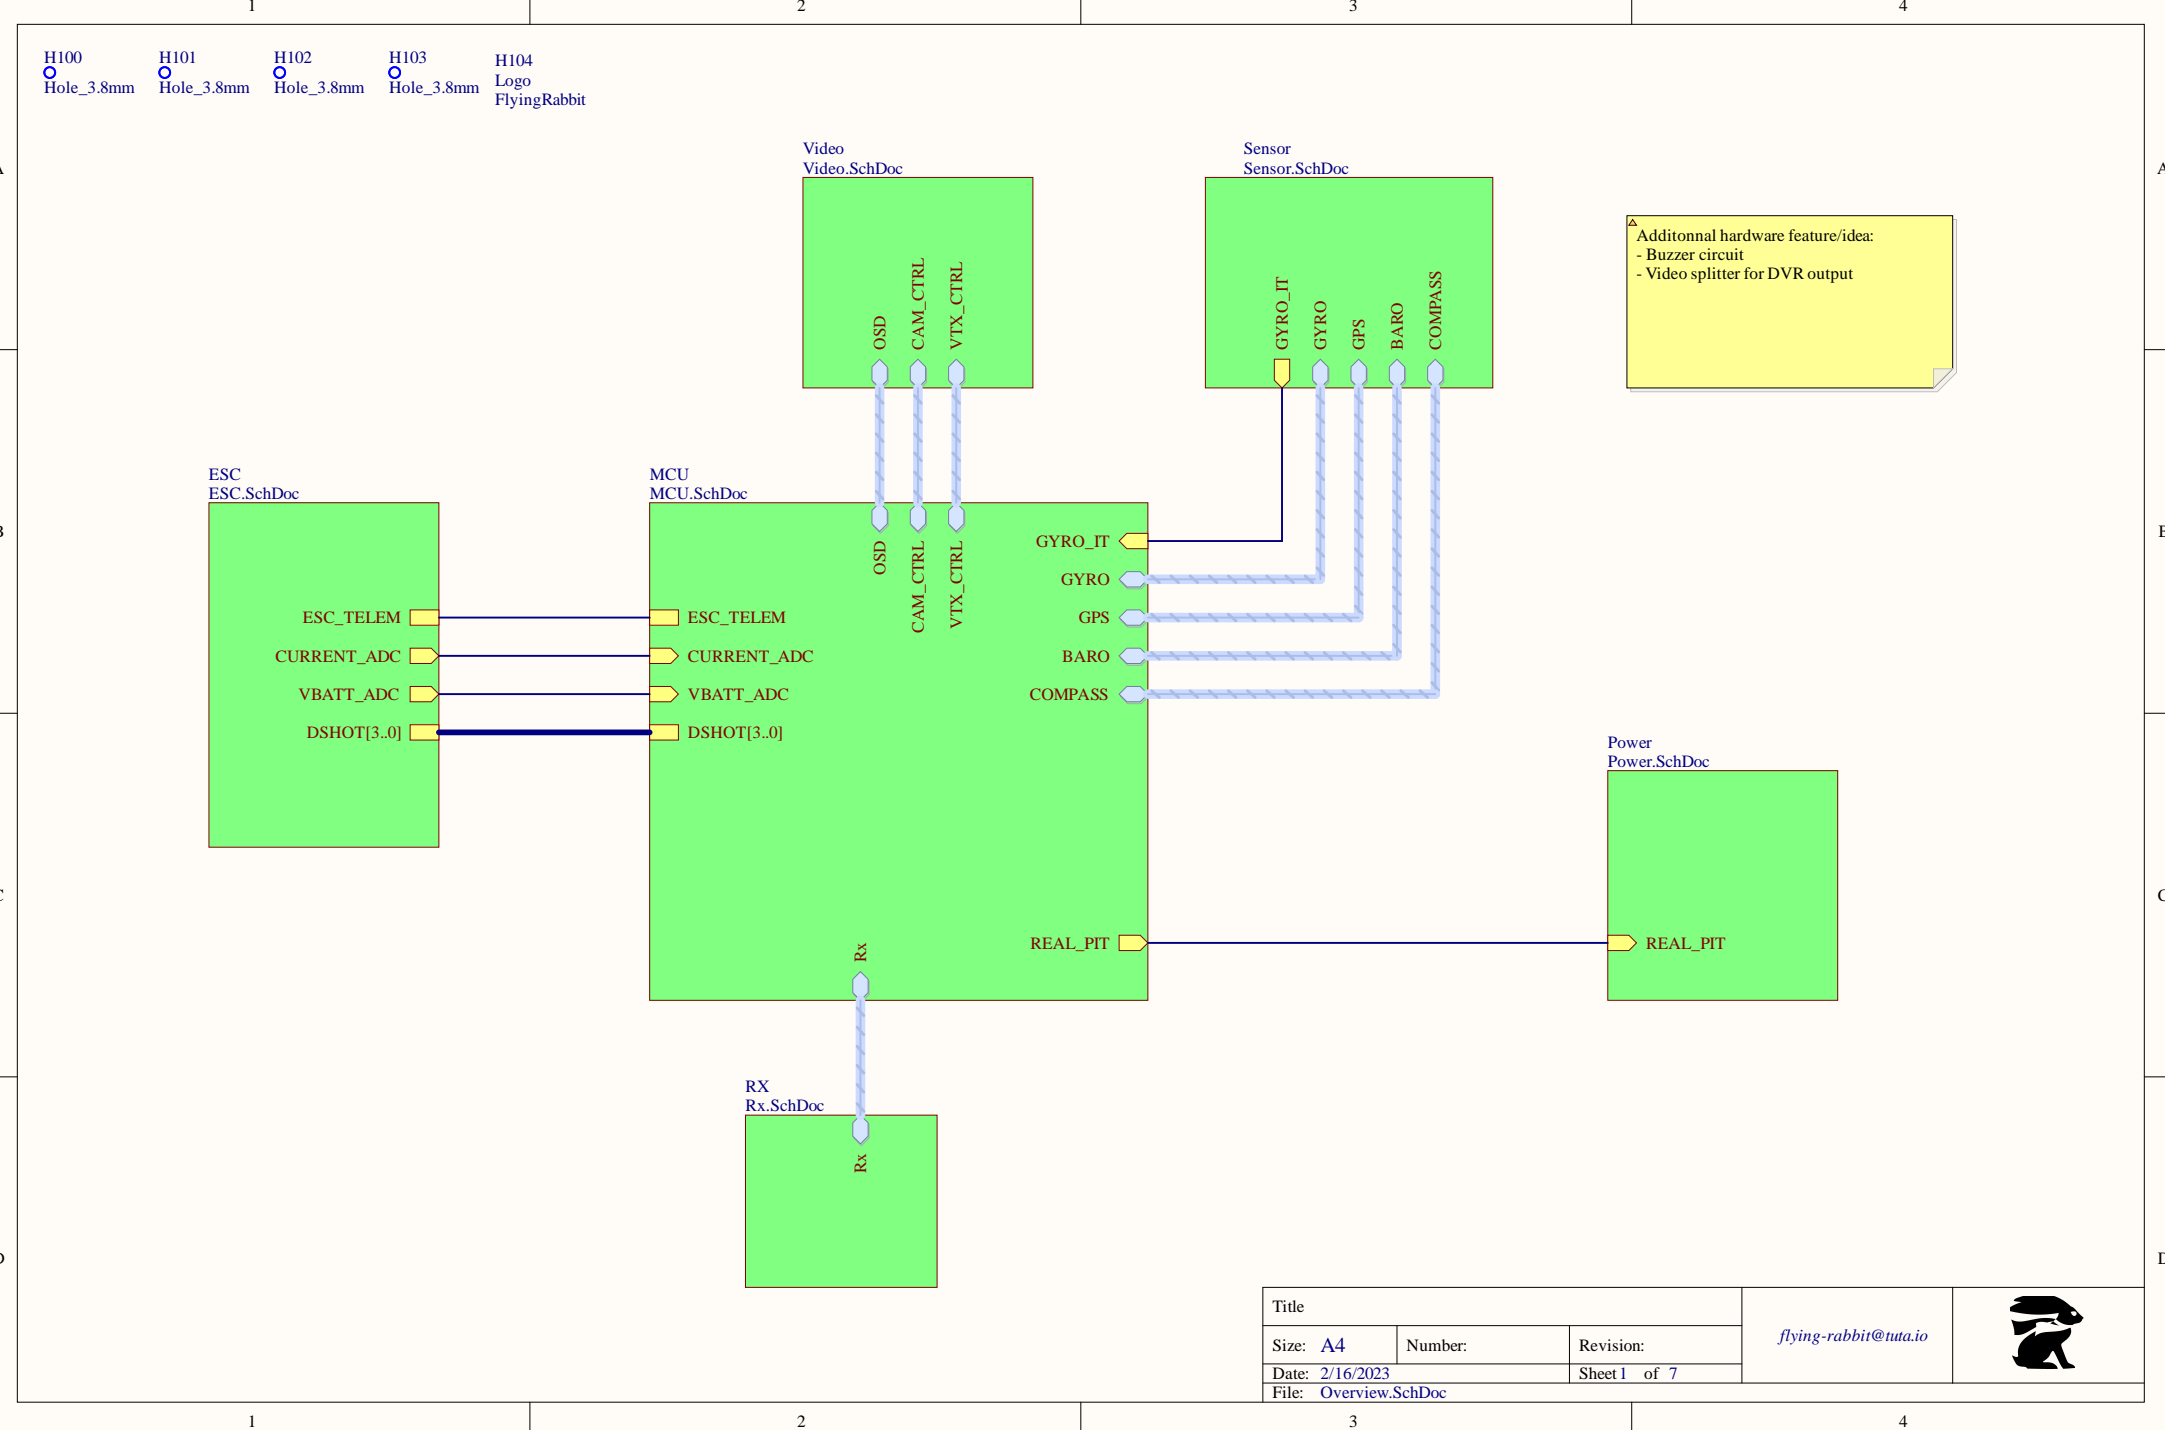 1
2
3
4
H100
Hole_3.8mm
H101
Hole_3.8mm
H102
Hole_3.8mm
H103
Hole_3.8mm
H104
Logo
FlyingRabbit
Video
Video.SchDoc
OSD
CAM_CTRL
VTX_CTRL
Sensor
Sensor.SchDoc
GYRO_IT
GYRO
GPS
BARO
COMPASS
Additonnal hardware feature/idea:
- Buzzer circuit
- Video splitter for DVR output
A
A
ESC
ESC.SchDoc
ESC_TELEM
CURRENT_ADC
VBATT_ADC
DSHOT[3..0]
MCU
MCU.SchDoc
OSD
CAM_CTRL
VTX_CTRL
ESC_TELEM
CURRENT_ADC
VBATT_ADC
DSHOT[3..0]
GYRO_IT
GYRO
GPS
BARO
COMPASS
REAL_PIT
Rx
B
B
Power
Power.SchDoc
REAL_PIT
C
C
RX
Rx.SchDoc
Rx
D
D
Title
Size: A4
Number:
Revision:
Date: 2/16/2023
Sheet 1 of 7
File: Overview.SchDoc
flying-rabbit@tuta.io
1
2
3
4